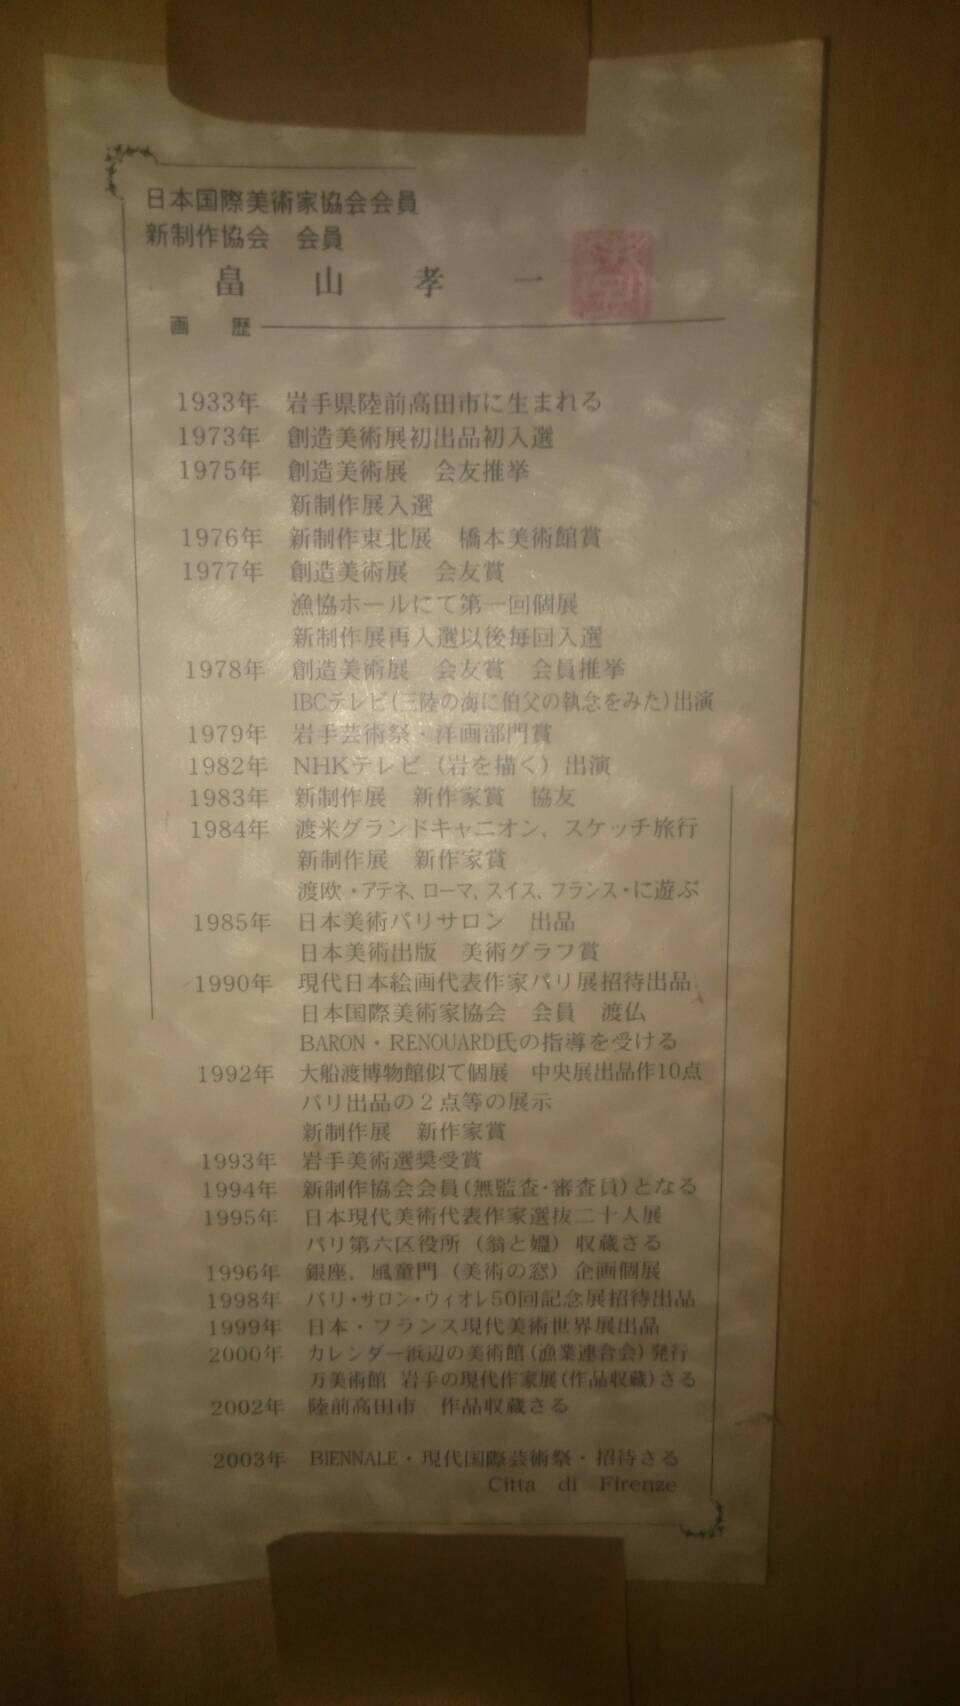 日本国際美術家協会会員
新制作協会　会員
畠　山　孝　一
画　歴
1933年　岩手県陸前高田市に生まれる
1973年　創造美術展初出品初入選
1975年　創造美術展　会友推挙
新制作展入選
1976年　新制作東北展　橋本美術館賞
1977年　創造美術展　会友賞
漁協ホールにて第一回個展
新制作展再入選以後毎回入選
1978年　創造美術展　会友賞　会員推挙
IBCテレビ(三陸の海に伯父の執念をみた)出演
1979年　岩手芸術祭・洋画部門賞
1982年　NHKテレビ（岩を描く）出演
1983年　新制作展　新作家賞　協友
1984年　渡米グランドキャニオン、スケッチ旅行
新制作展　新作家賞
渡欧・アテネ、ローマ、スイス、フランス・に遊ぶ
1985年　日本美術パリサロン　出品
日本美術出版　美術グラフ賞
1990年　現代日本絵画代表作家パリ展招待出品
日本国際美術家協会　会員　渡仏
BARON・RENOUARD氏の指導を受ける
1992年　大船渡博物館似て個展　中央展出品作10点
パリ出品の２点等の展示
新制作展　新作家賞
1993年　岩手美術選奨受賞
1994年　新制作協会会員(無監査・審査員)となる
1995年　日本現代美術代表作家選抜二十人展
パリ第六区役所（翁と媼）収蔵さる
1996年　銀座、風童門（美術の窓）企画個展
1998年　パリ・サロン・ウィオレ50回記念展招待出品
1999年　日本・フランス現代美術世界展出品
2000年　カレンダー浜辺の美術館(漁業連合会)発行
万美術館　岩手の現代作家展(作品収蔵)さる
2002年　陸前高田市　作品収蔵さる
2003年　BIENNALE・現代国際芸術祭・招待さる
Citta　di　Firenze